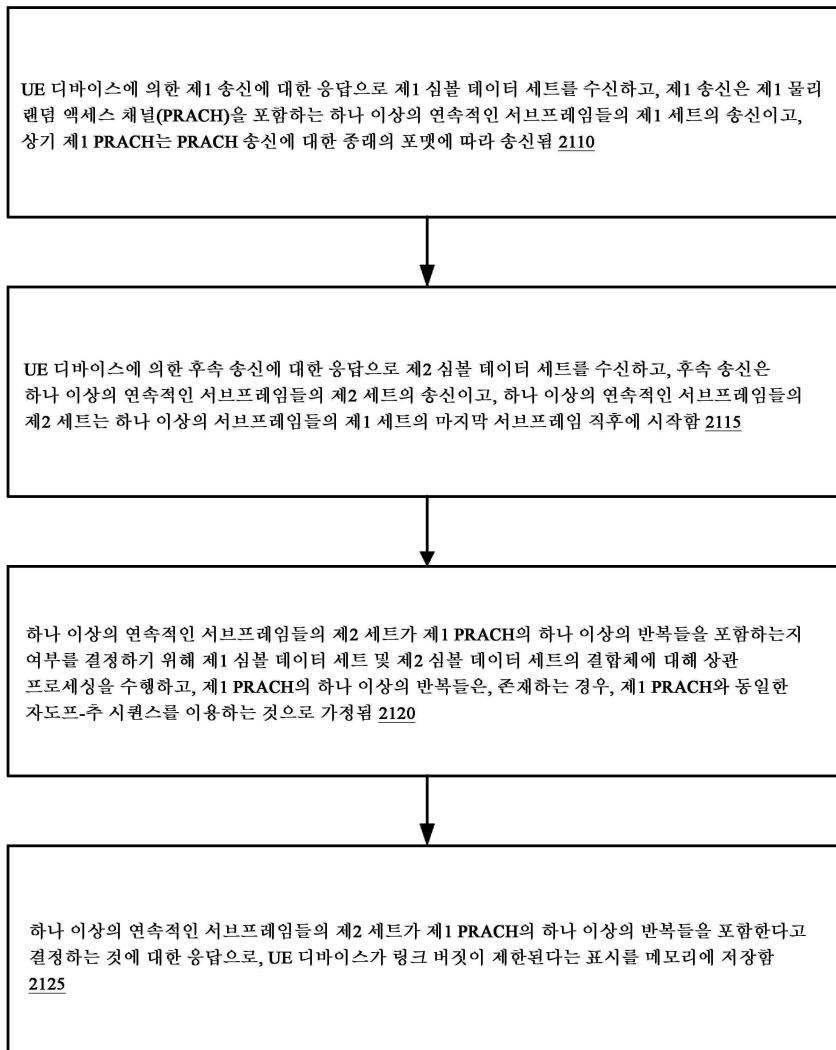 UE 디바이스에 의한 제1 송신에 대한 응답으로 제1 심볼 데이터 세트를 수신하고, 제1 송신은 제1 물리
랜덤 액세스 채널(PRACH)을 포함하는 하나 이상의 연속적인 서브프레임들의 제1 세트의 송신이고,
상기 제1 PRACH는 PRACH 송신에 대한 종래의 포맷에 따라 송신됨 2110
UE 디바이스에 의한 후속 송신에 대한 응답으로 제2 심볼 데이터 세트를 수신하고, 후속 송신은
하나 이상의 연속적인 서브프레임들의 제2 세트의 송신이고, 하나 이상의 연속적인 서브프레임들의
제2 세트는 하나 이상의 서브프레임들의 제1 세트의 마지막 서브프레임 직후에 시작함 2115
하나 이상의 연속적인 서브프레임들의 제2 세트가 제1 PRACH의 하나 이상의 반복들을 포함하는지
여부를 결정하기 위해 제1 심볼 데이터 세트 및 제2 심볼 데이터 세트의 결합체에 대해 상관
프로세싱을 수행하고, 제1 PRACH의 하나 이상의 반복들은, 존재하는 경우, 제1 PRACH와 동일한
자도프-추 시퀀스를 이용하는 것으로 가정됨 2120
하나 이상의 연속적인 서브프레임들의 제2 세트가 제1 PRACH의 하나 이상의 반복들을 포함한다고
결정하는 것에 대한 응답으로, UE 디바이스가 링크 버짓이 제한된다는 표시를 메모리에 저장함
2125